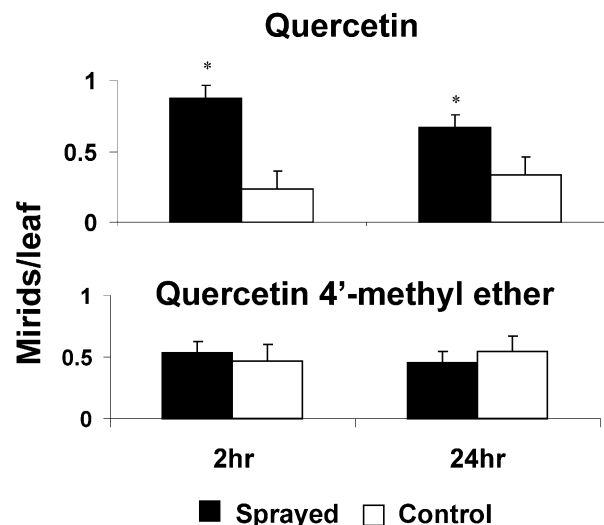 Quercetin
1
*
*
0.5
0
Mirids/leaf
Quercetin 4’-methyl ether
1
0.5
0
2hr 24hr
Sprayed Control